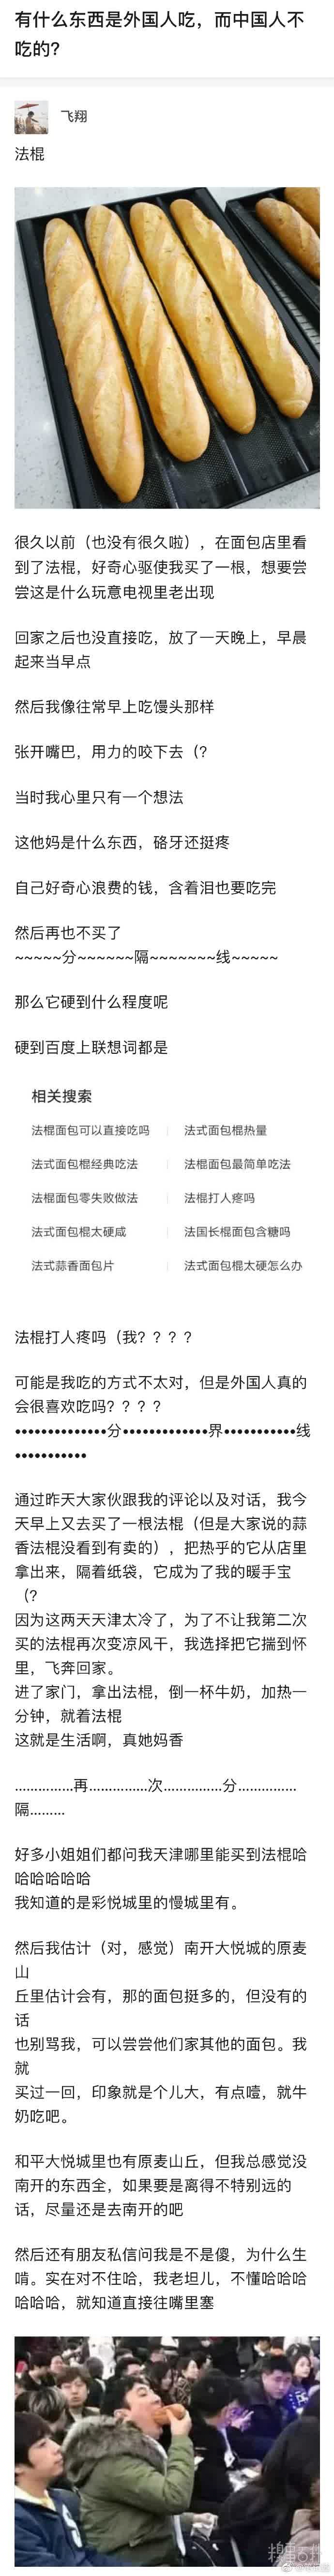 有什么东西是外国人吃，而中国人不
吃的？
飞翔
法棍
很久以前（也没有很久啦），在面包店里看
到了法棍，好奇心驱使我买了一根，想要尝
尝这是什么玩意电视里老出现
回家之后也没直接吃，放了一天晚上，早晨
起来当早点
然后我像往常早上吃馒头那样
张开嘴巴，用力的咬下去（？
当时我心里只有一个想法
这他妈是什么东西，硌牙还挺疼
自己好奇心浪费的钱，含着泪也要吃完
然后再也不买了
~~~~~分~~~~~~隔~~~~~~~线~~~~~
那么它硬到什么程度呢
硬到百度上联想词都是
相关搜索
法棍面包可以直接吃吗 法式面包棍热量
法式面包棍经典吃法 法棍面包最简单吃法
法棍面包零失败做法 法棍打人疼吗
法式面包棍太硬咸 法国长棍面包含糖吗
法式蒜香面包片 法式面包棍太硬怎么办
法棍打人疼吗（我？？？？
可能是我吃的方式不太对，但是外国人真的
会很喜欢吃吗？？？？
••••••••••••••分•••••••••••••界•••••••••••线
•••••••••••
通过昨天大家伙跟我的评论以及对话，我今
天早上又去买了一根法棍（但是大家说的蒜
香法棍没看到有卖的），把热乎的它从店里
拿出来，隔着纸袋，它成为了我的暖手宝
（？
因为这两天天津太冷了，为了不让我第二次
买的法棍再次变凉风干，我选择把它揣到怀
里，飞奔回家。
进了家门，拿出法棍，倒一杯牛奶，加热一
分钟，就着法棍
这就是生活啊，真她妈香
..............再..............次..............分..............
隔.........
好多小姐姐们都问我天津哪里能买到法棍哈
哈哈哈哈哈哈
我知道的是彩悦城里的慢城里有。
然后我估计（对，感觉）南开大悦城的原麦
山
丘里估计会有，那的面包挺多的，但没有的
话
也别骂我，可以尝尝他们家其他的面包。我
就
买过一回，印象就是个儿大，有点噎，就牛
奶吃吧。
和平大悦城里也有原麦山丘，但我总感觉没
南开的东西全，如果要是离得不特别远的
话，尽量还是去南开的吧
然后还有朋友私信问我是不是傻，为什么生
啃。实在对不住哈，我老坦儿，不懂哈哈哈
哈哈哈，就知道直接往嘴里塞